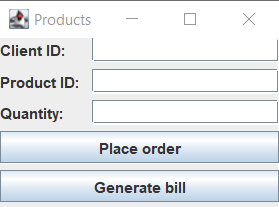 Products
Client ID:
Product ID:
Quantity:
Place order
Generate bill